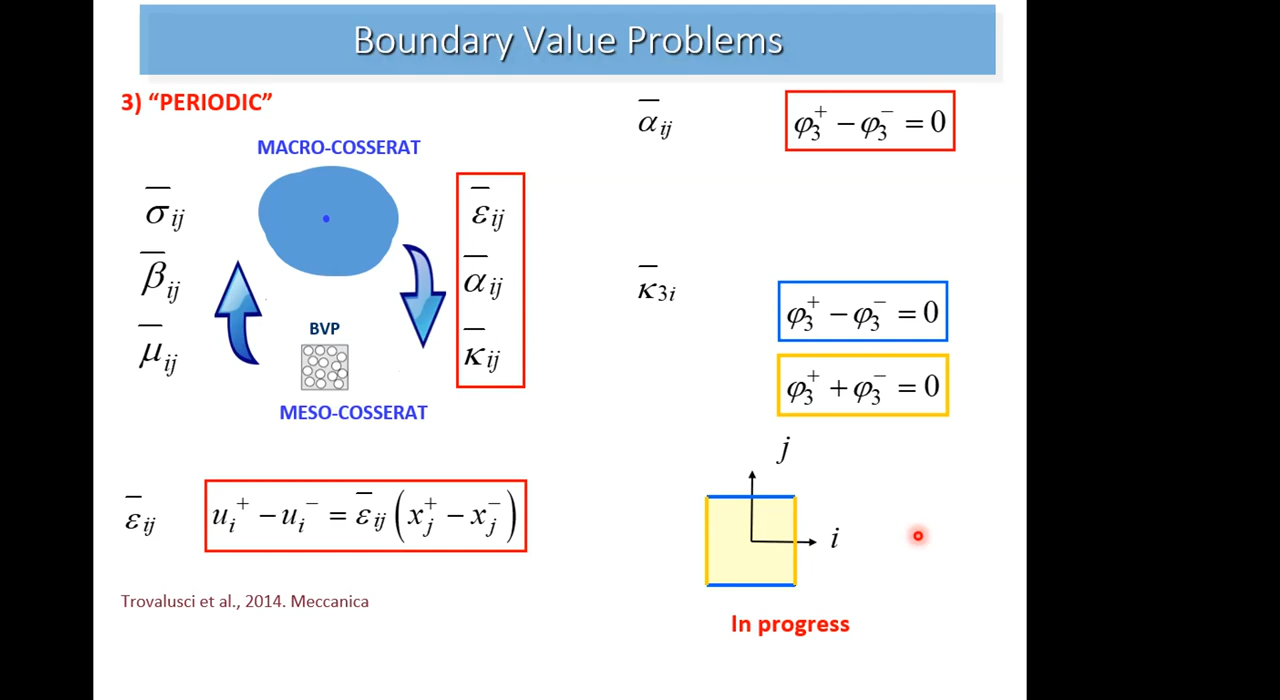 Boundary Value Problems
3) “PERIODIC”
MACRO-COSSERAT
σ̅ij
β̅ij
μ̅ij
ε̅ij
α̅ij
κ̅ij
BVP
MESO-COSSERAT
ε̅ij
ui⁺ − ui⁻ = ε̅ij (xj⁺ − xj⁻)
Trovalusci et al., 2014. Meccanica
α̅ij
φ3⁺ − φ3⁻ = 0
κ̅3i
φ3⁺ − φ3⁻ = 0
φ3⁺ + φ3⁻ = 0
j
i
In progress